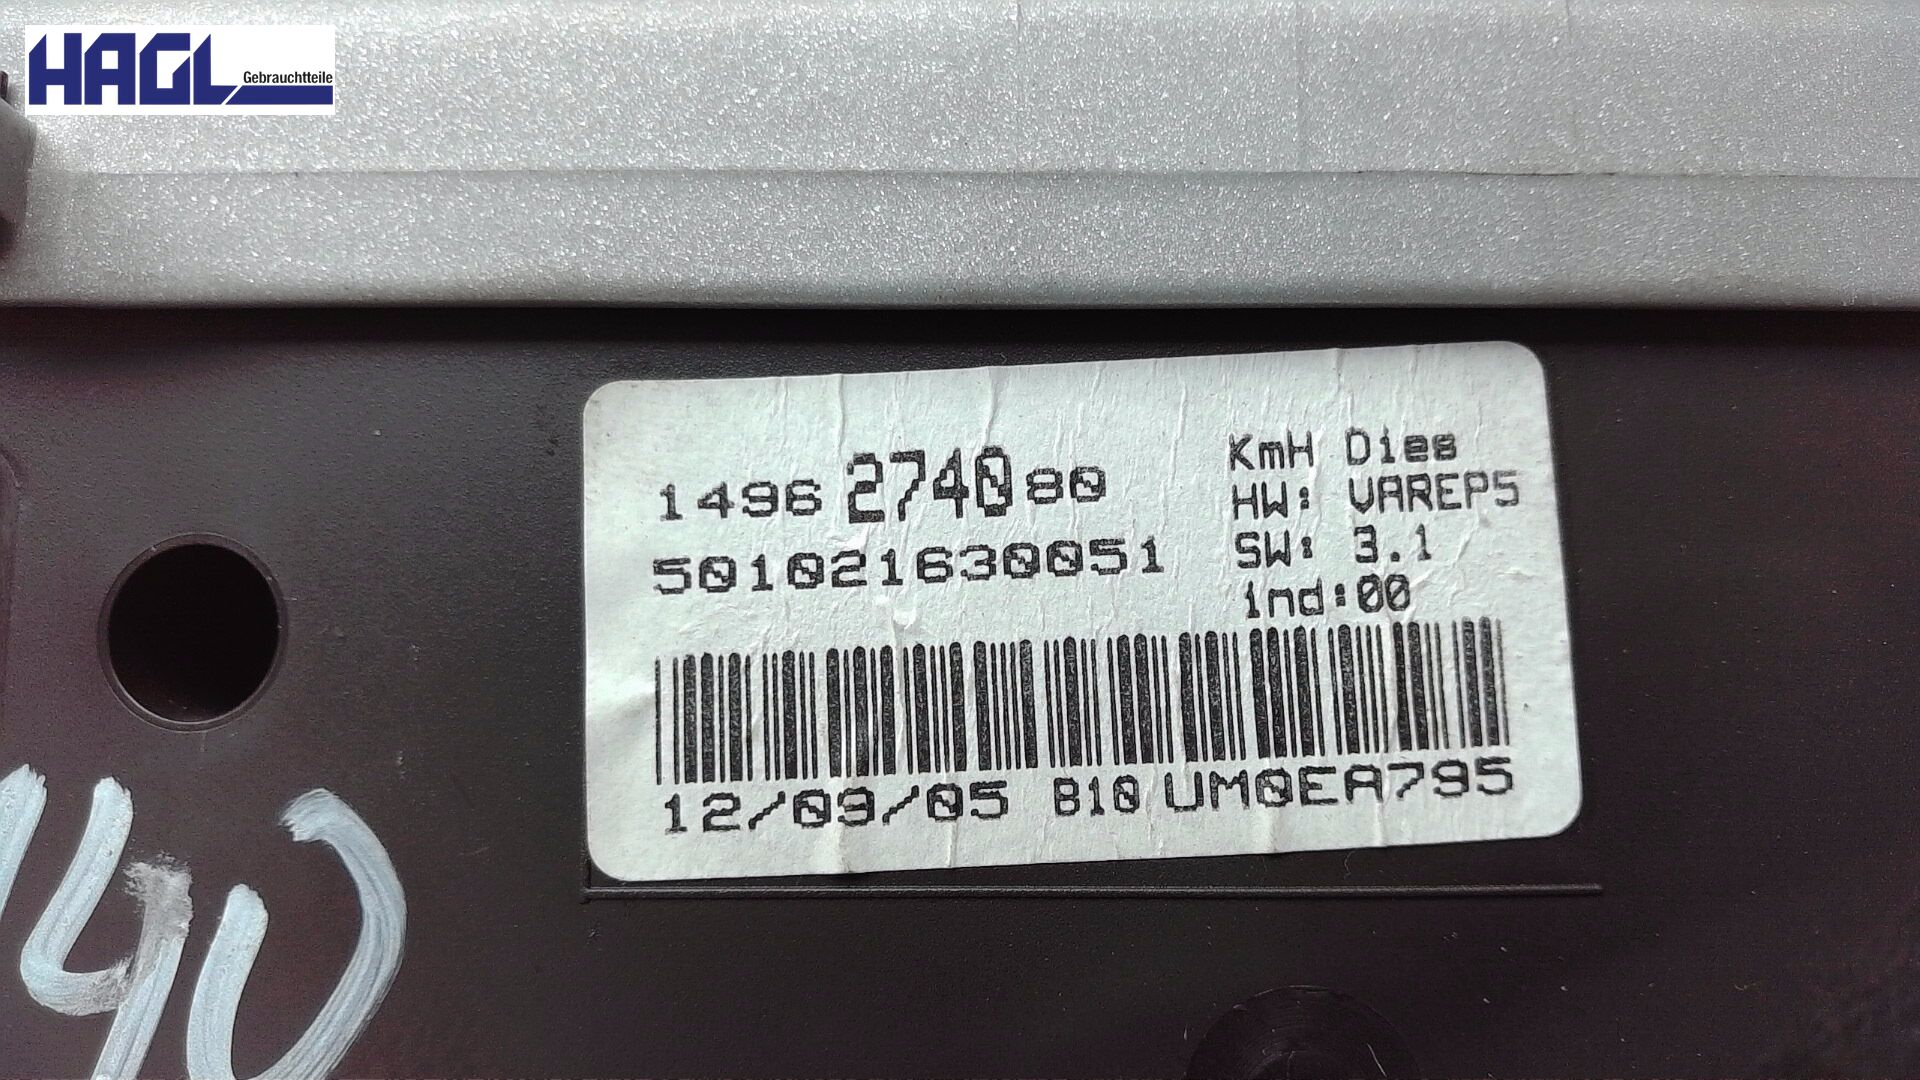 HAGL Gebrauchtteile
1496 2740 80
501021630051
KmH Dies
HW: VAREP5
SW: 3.1
ind:00
12/09/05 B10 UM0EA795
40